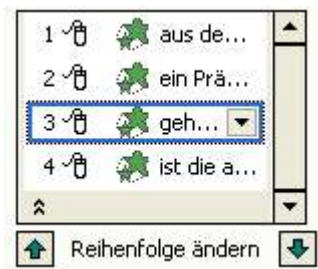 1 aus de...
2 ein Prä...
3 geh...
4 ist die a...
Reihenfolge ändern